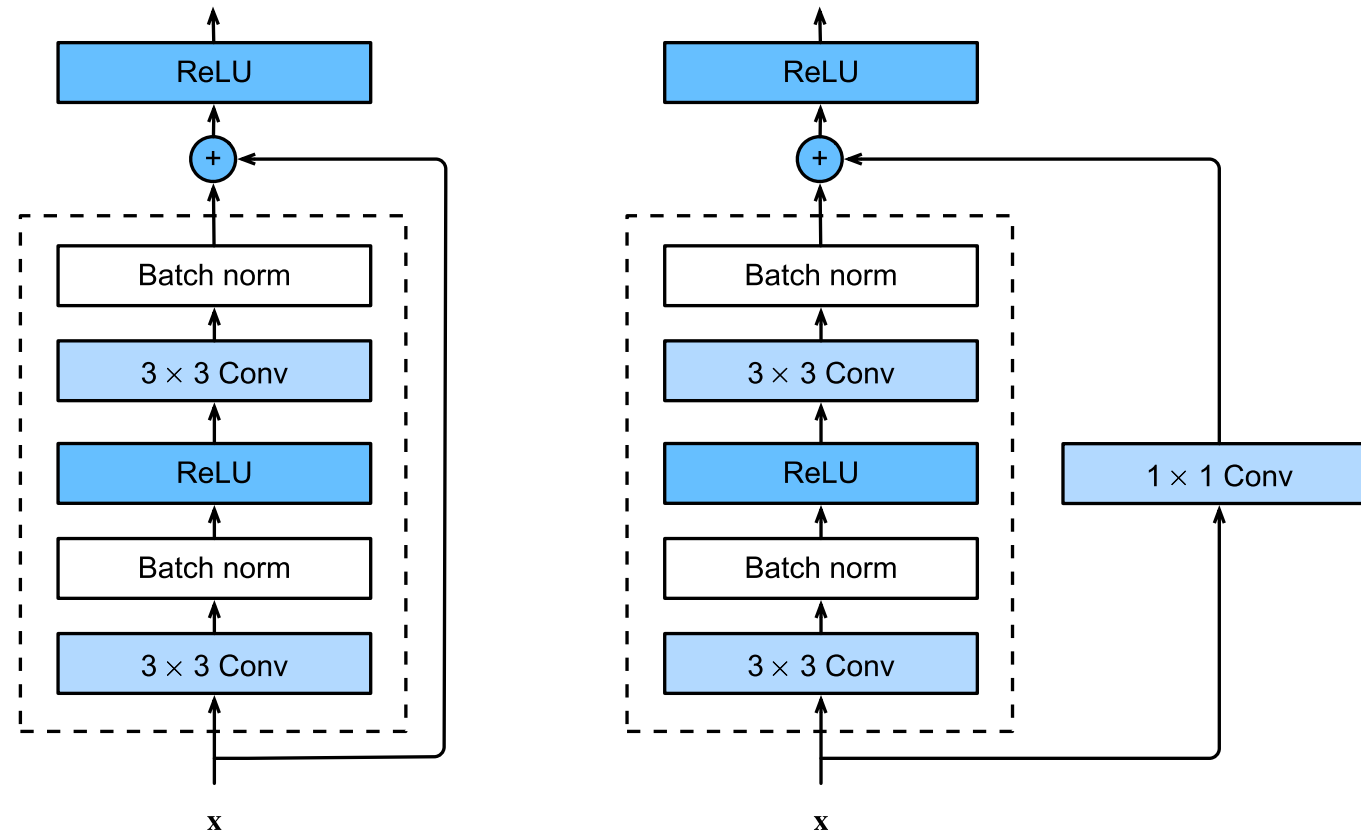 ReLU
+
Batch norm
3 × 3 Conv
ReLU
Batch norm
3 × 3 Conv
x
ReLU
+
Batch norm
3 × 3 Conv
ReLU
Batch norm
3 × 3 Conv
x
1 × 1 Conv